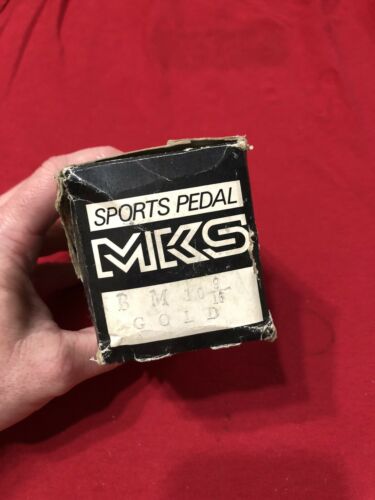 SPORTS PEDAL
MKS
BM 10 9/16
GOLD